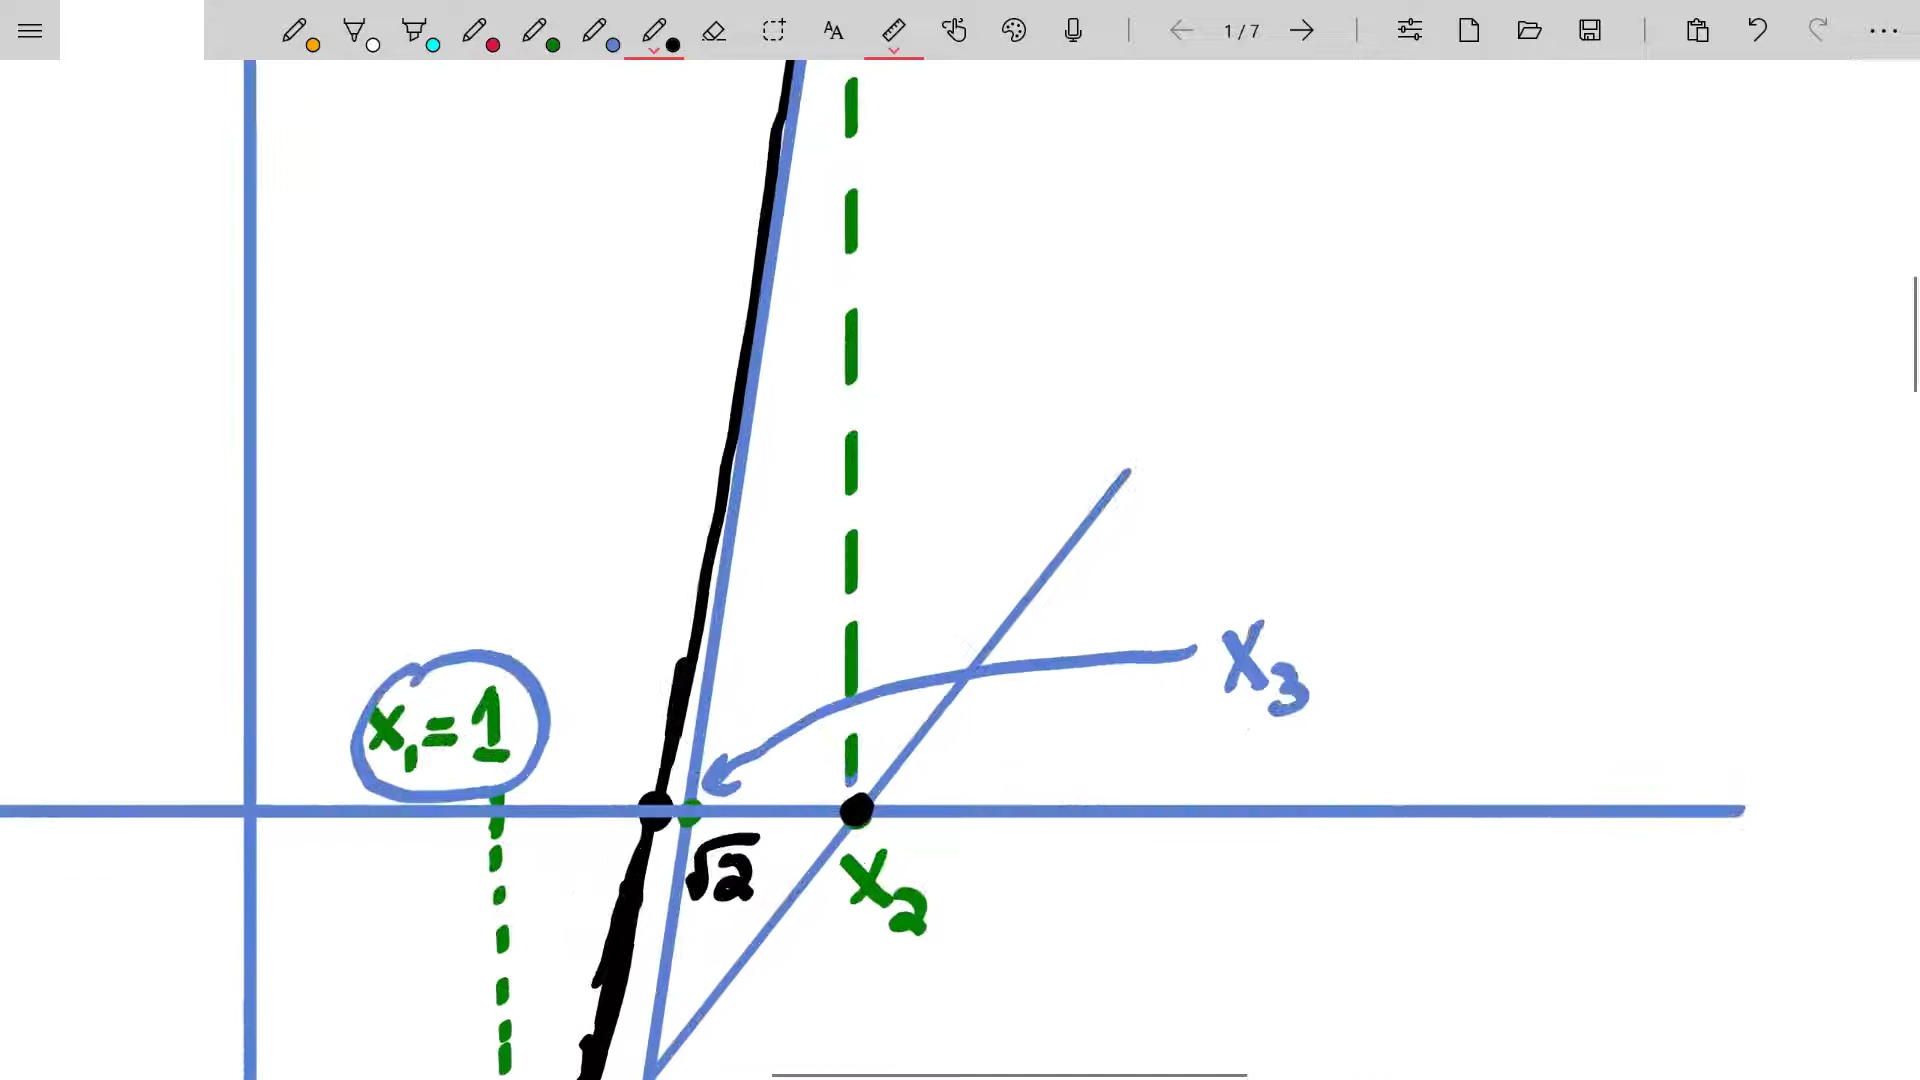 1 / 7
x₃
x₁ = 1
√2
x₂